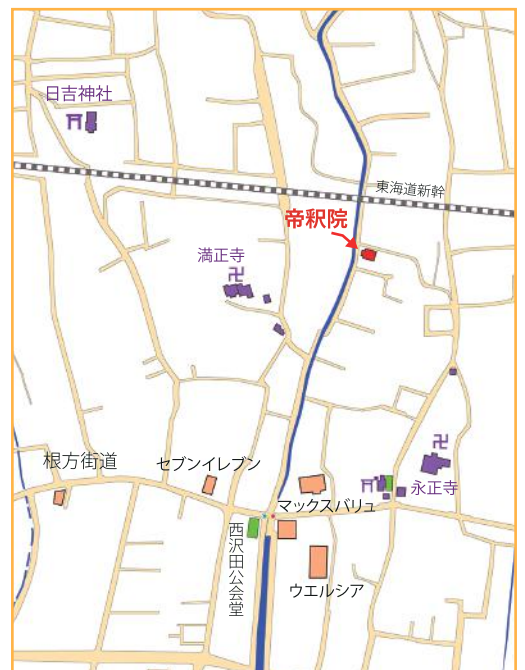 日吉神社
東海道新幹
帝釈院
満正寺
根方街道
セブンイレブン
永正寺
マックスバリュ
西沢田公会堂
ウエルシア